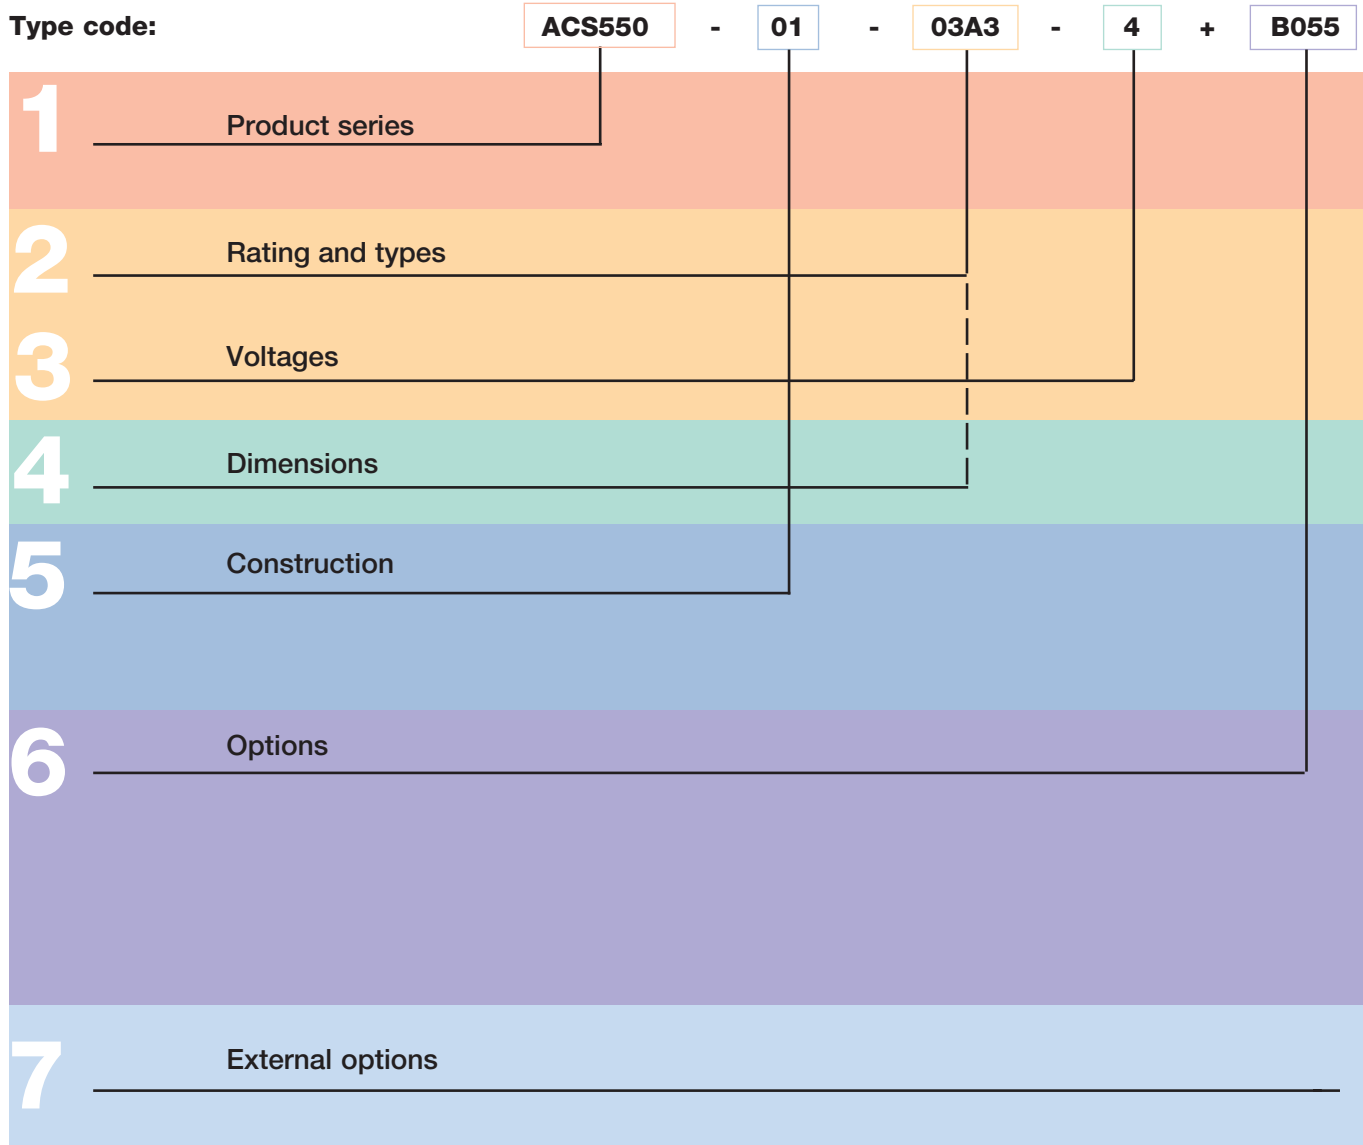 Type code: ACS550 - 01 - 03A3 - 4 + B055
1 Product series
2 Rating and types
3 Voltages
4 Dimensions
5 Construction
6 Options
7 External options